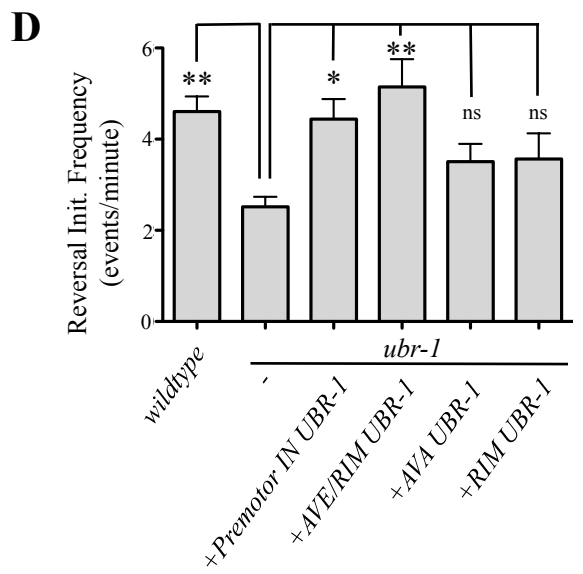 D
Reversal Init. Frequency
(events/minute)
6
4
2
0
**
*
**
ns
ns
wildtype
-
ubr-1
+Premotor IN UBR-1
+AVE/RIM UBR-1
+AVA UBR-1
+RIM UBR-1